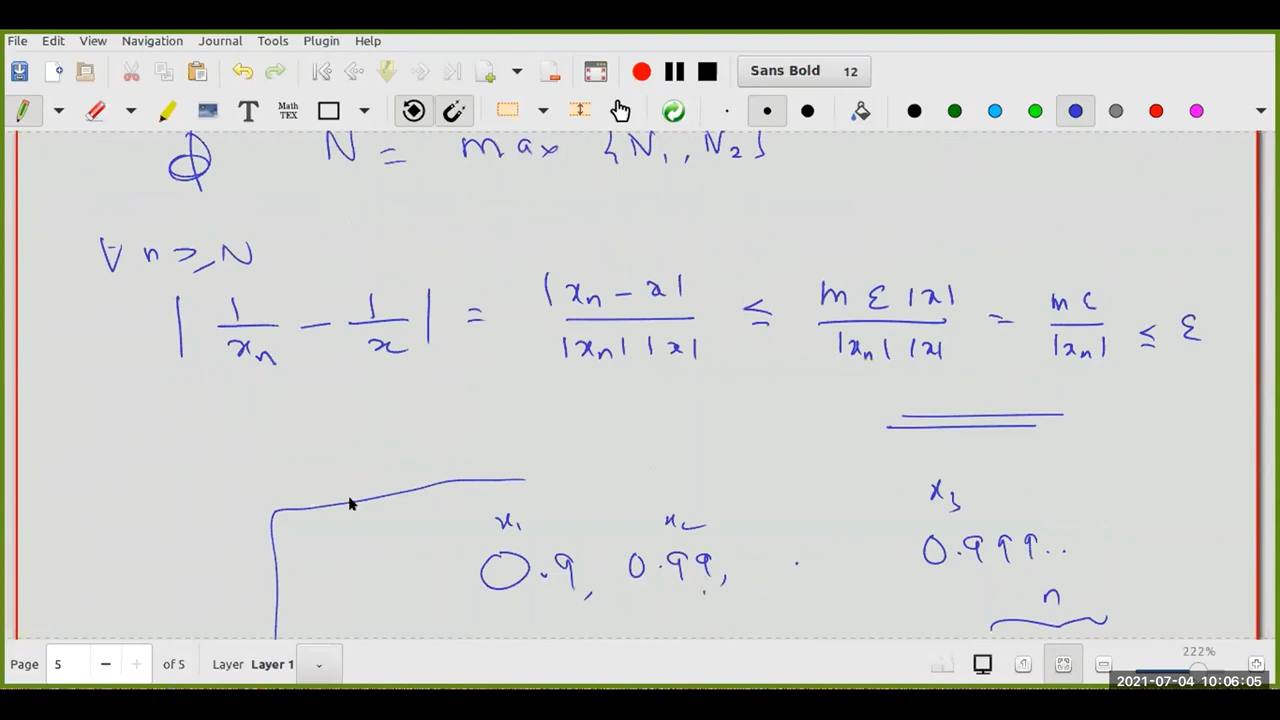 File Edit View Navigation Journal Tools Plugin Help
Sans Bold 12
T Math TEX
N = max {N₁, N₂}
∀ n ≥ N
| 1/xₙ − 1/x | = |xₙ − x| / |xₙ| |x| ≤ m ε |x| / |xₙ| |x| = m ε / |xₙ| ≤ ε
x₁ x₂ x₃
0.9, 0.99, . 0.999..
n
Page 5 of 5 Layer Layer 1 222%
2021-07-04 10:06:05